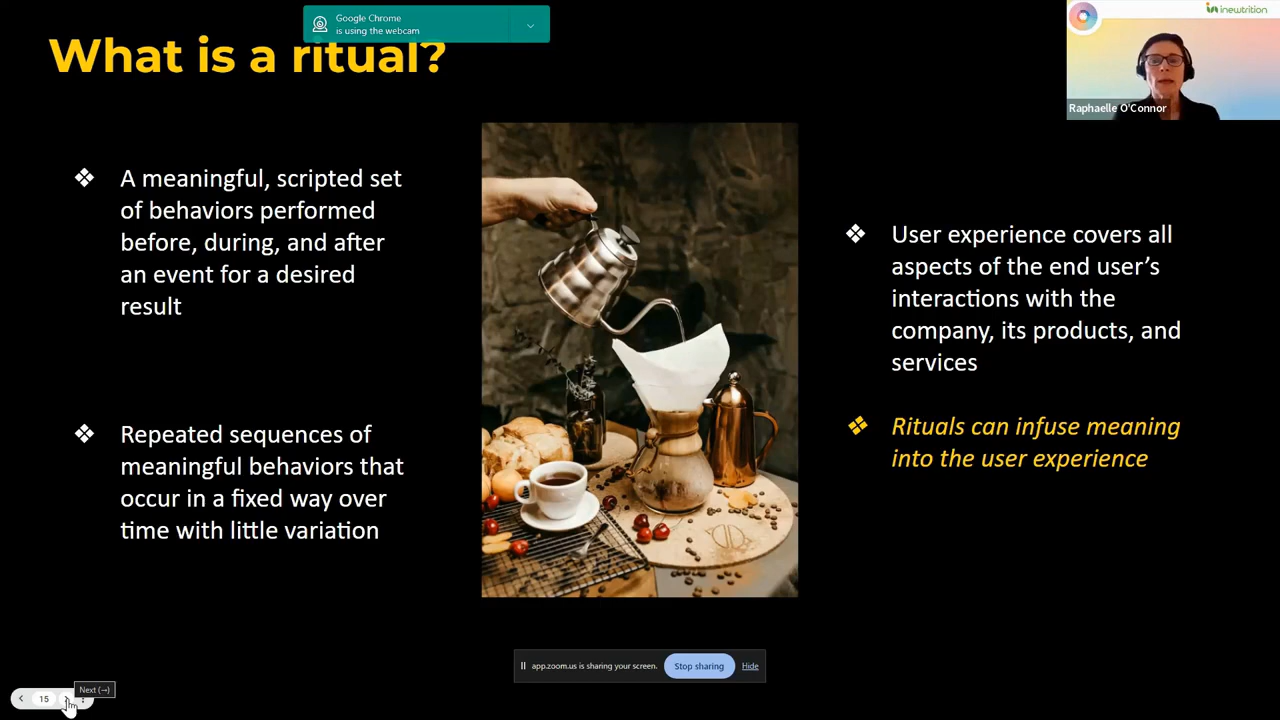 Google Chrome
is using the webcam
inewtrition
What is a ritual?
Raphaelle O'Connor
❖ A meaningful, scripted set
of behaviors performed
before, during, and after
an event for a desired
result
❖ Repeated sequences of
meaningful behaviors that
occur in a fixed way over
time with little variation
❖ User experience covers all
aspects of the end user’s
interactions with the
company, its products, and
services
❖ Rituals can infuse meaning
into the user experience
app.zoom.us is sharing your screen. Stop sharing Hide
Next (→)
15